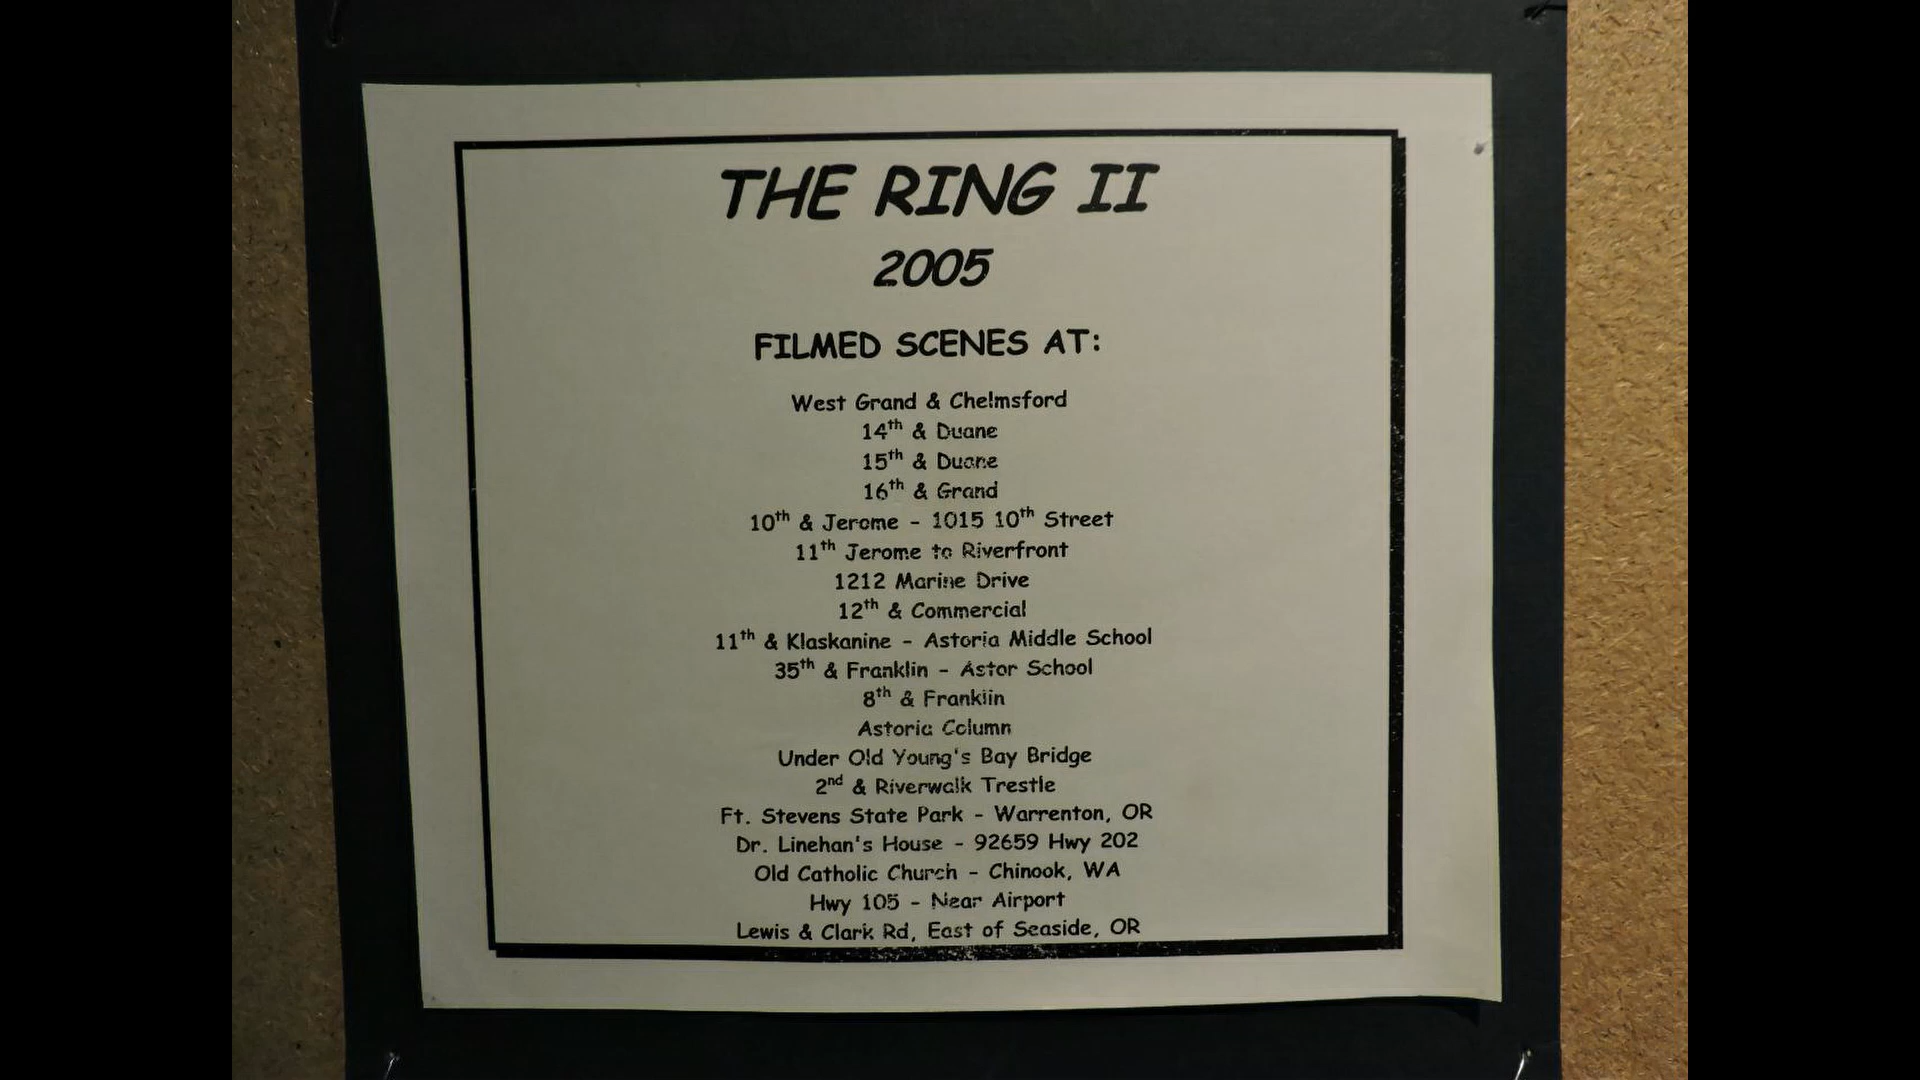 THE RING II
2005
FILMED SCENES AT:
West Grand & Chelmsford
14th & Duane
15th & Duane
16th & Grand
10th & Jerome - 1015 10th Street
11th Jerome to Riverfront
1212 Marine Drive
12th & Commercial
11th & Klaskanine - Astoria Middle School
35th & Franklin - Astor School
8th & Franklin
Astoria Column
Under Old Young's Bay Bridge
2nd & Riverwalk Trestle
Ft. Stevens State Park - Warrenton, OR
Dr. Linehan's House - 92659 Hwy 202
Old Catholic Church - Chinook, WA
Hwy 105 - Near Airport
Lewis & Clark Rd, East of Seaside, OR